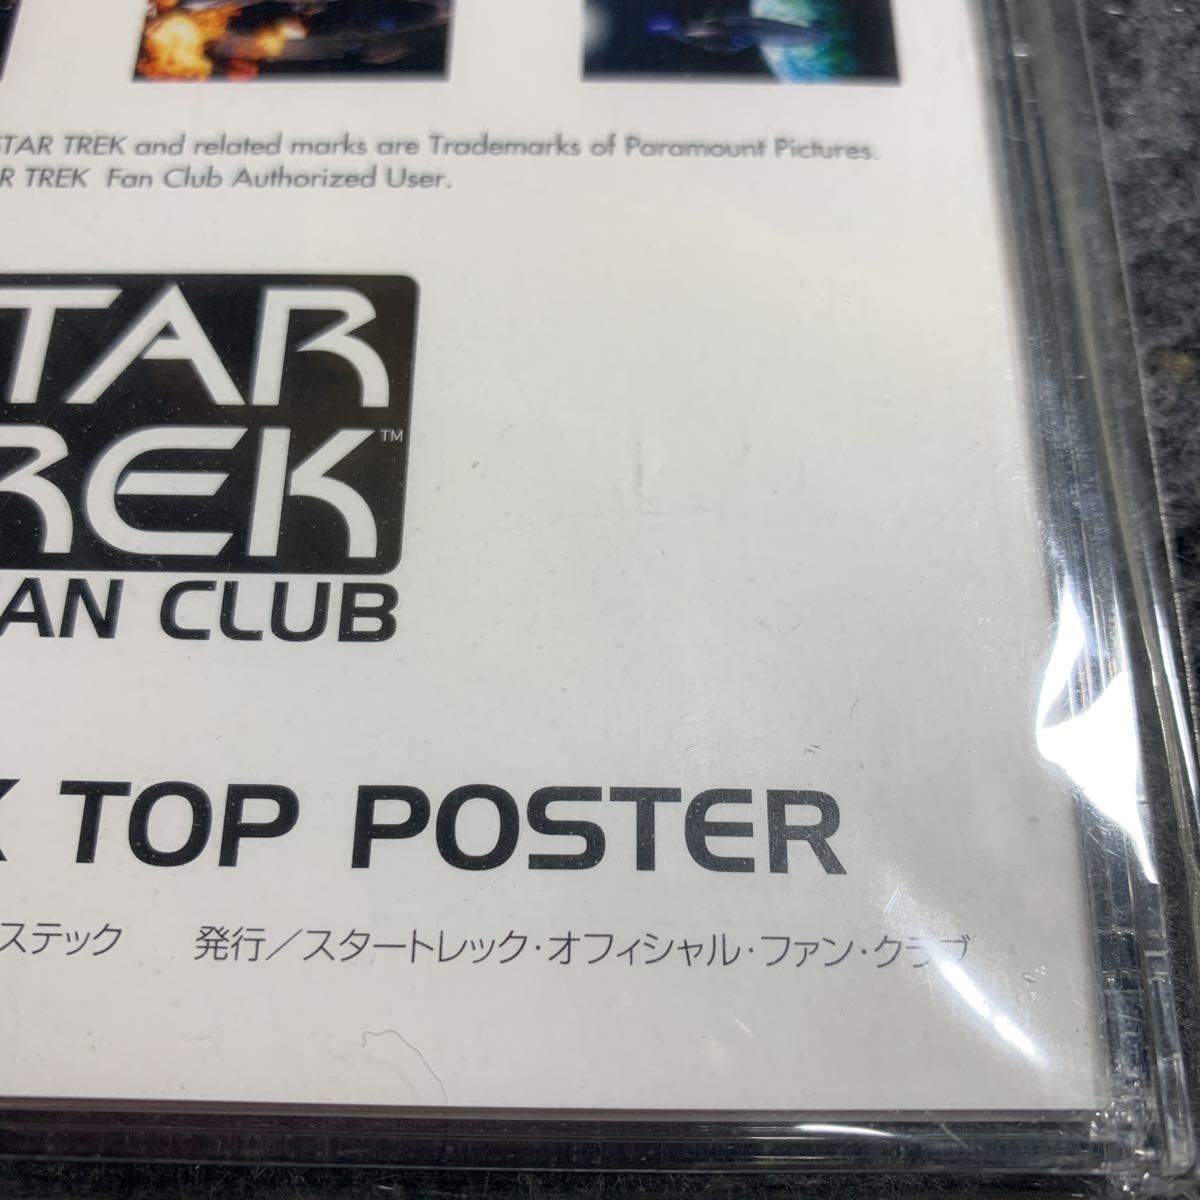 STAR TREK and related marks are Trademarks of Paramount Pictures.
R TREK Fan Club Authorized User.
TAR
REK™
AN CLUB
K TOP POSTER
ステック 発行／スタートレック・オフィシャル・ファン・クラブ